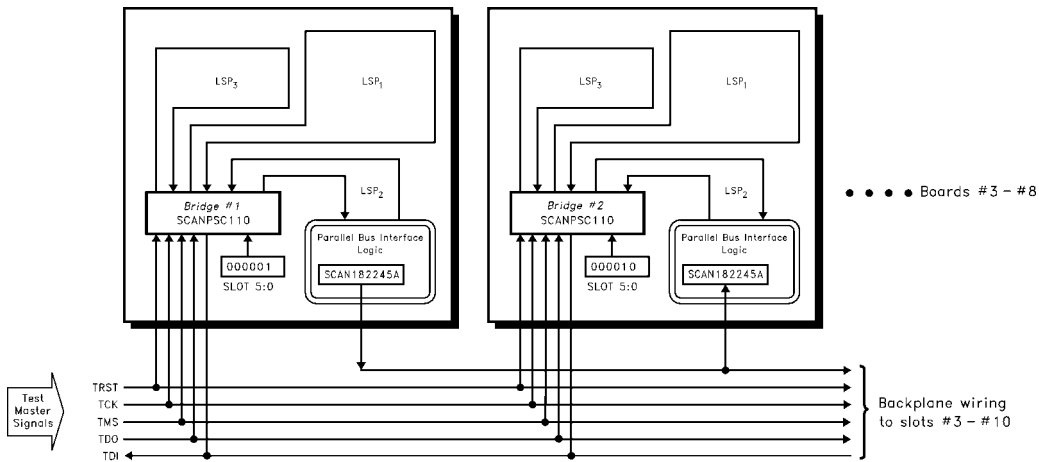 LSP3
LSP1
LSP2
Bridge #1
SCANPSC110
000001
SLOT 5:0
Parallel Bus Interface
Logic
SCAN182245A
LSP3
LSP1
LSP2
Bridge #2
SCANPSC110
000010
SLOT 5:0
Parallel Bus Interface
Logic
SCAN182245A
Boards #3 – #8
Test
Master
Signals
TRST
TCK
TMS
TDO
TDI
Backplane wiring
to slots #3 – #10